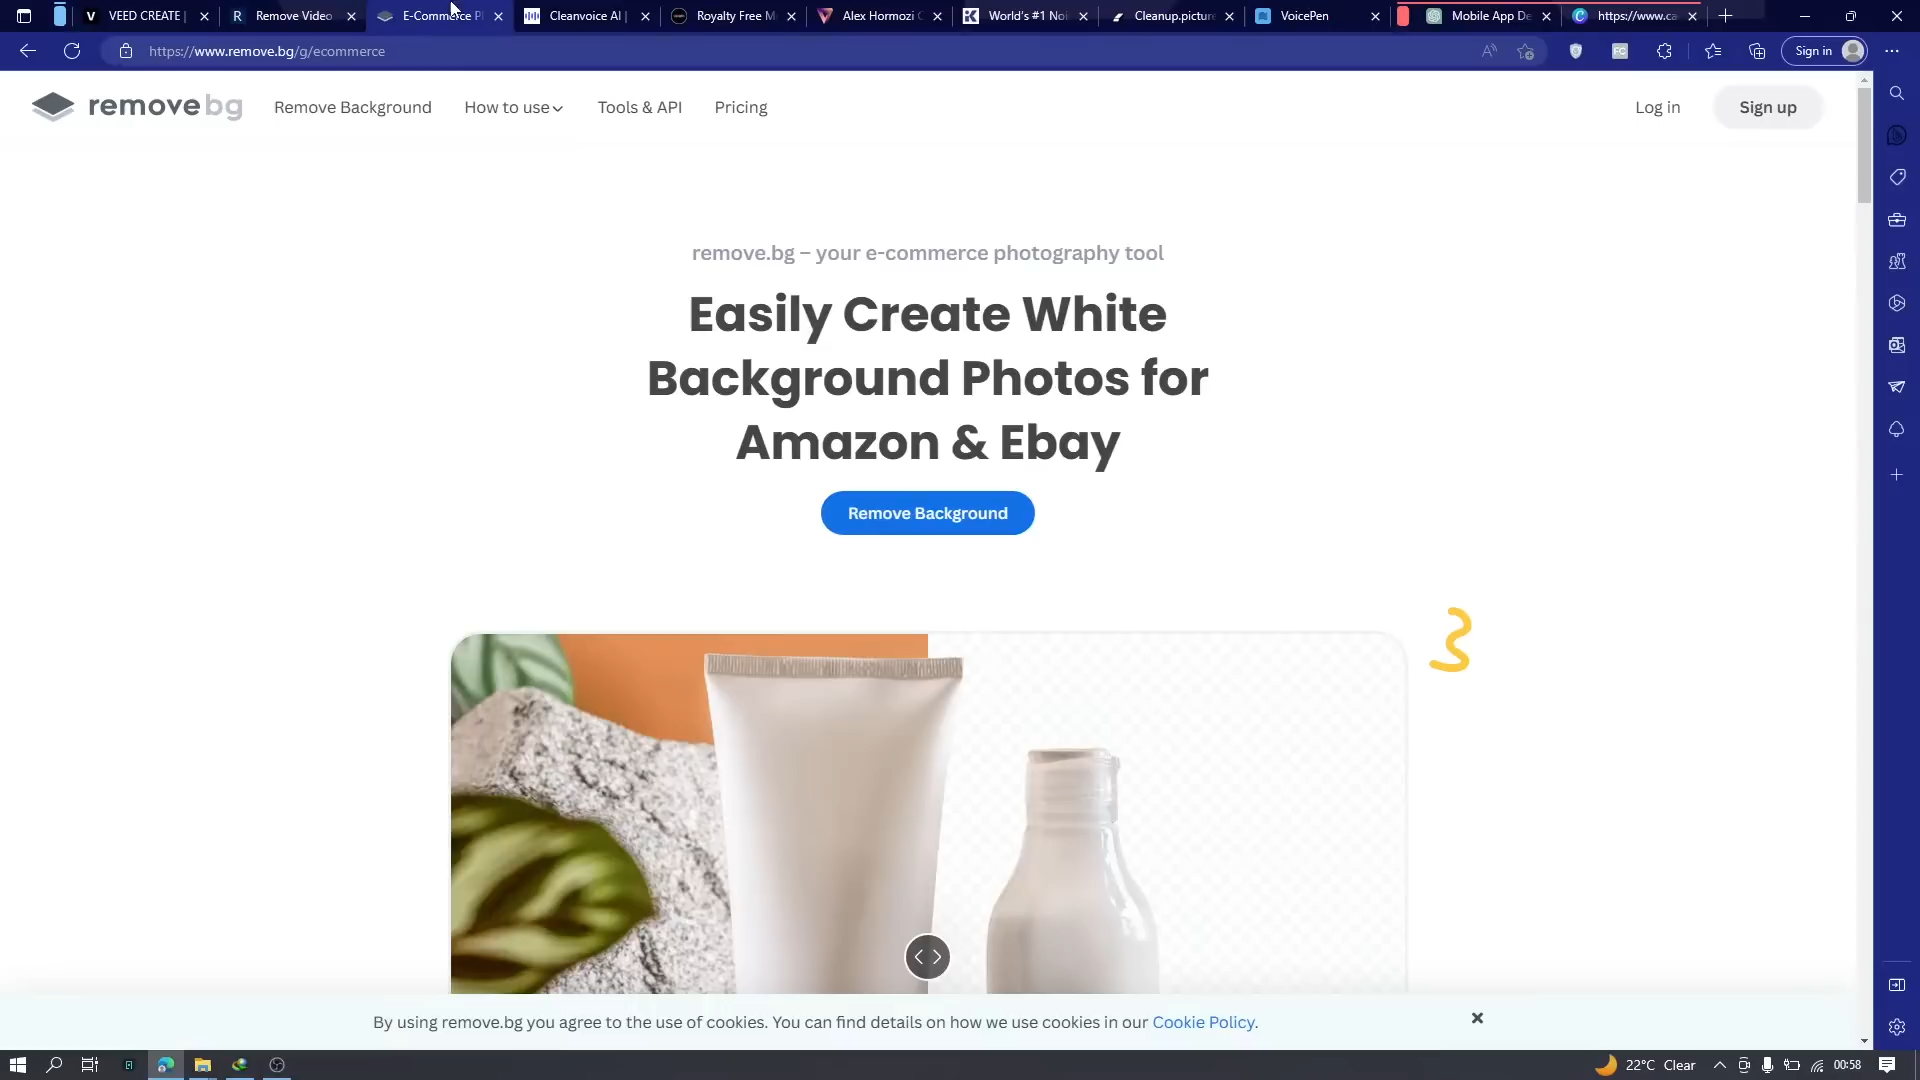 VEED CREATE |
Remove Video
E-Commerce P
Cleanvoice AI |
Royalty Free M
Alex Hormozi C
World's #1 Noi
Cleanup.picture
VoicePen
Mobile App De
https://www.ca
https://www.remove.bg/g/ecommerce
Sign in
removebg
Remove Background
How to use
Tools & API
Pricing
Log in
Sign up
remove.bg – your e-commerce photography tool
Easily Create White
Background Photos for
Amazon & Ebay
Remove Background
By using remove.bg you agree to the use of cookies. You can find details on how we use cookies in our Cookie Policy.
22°C Clear
00:58